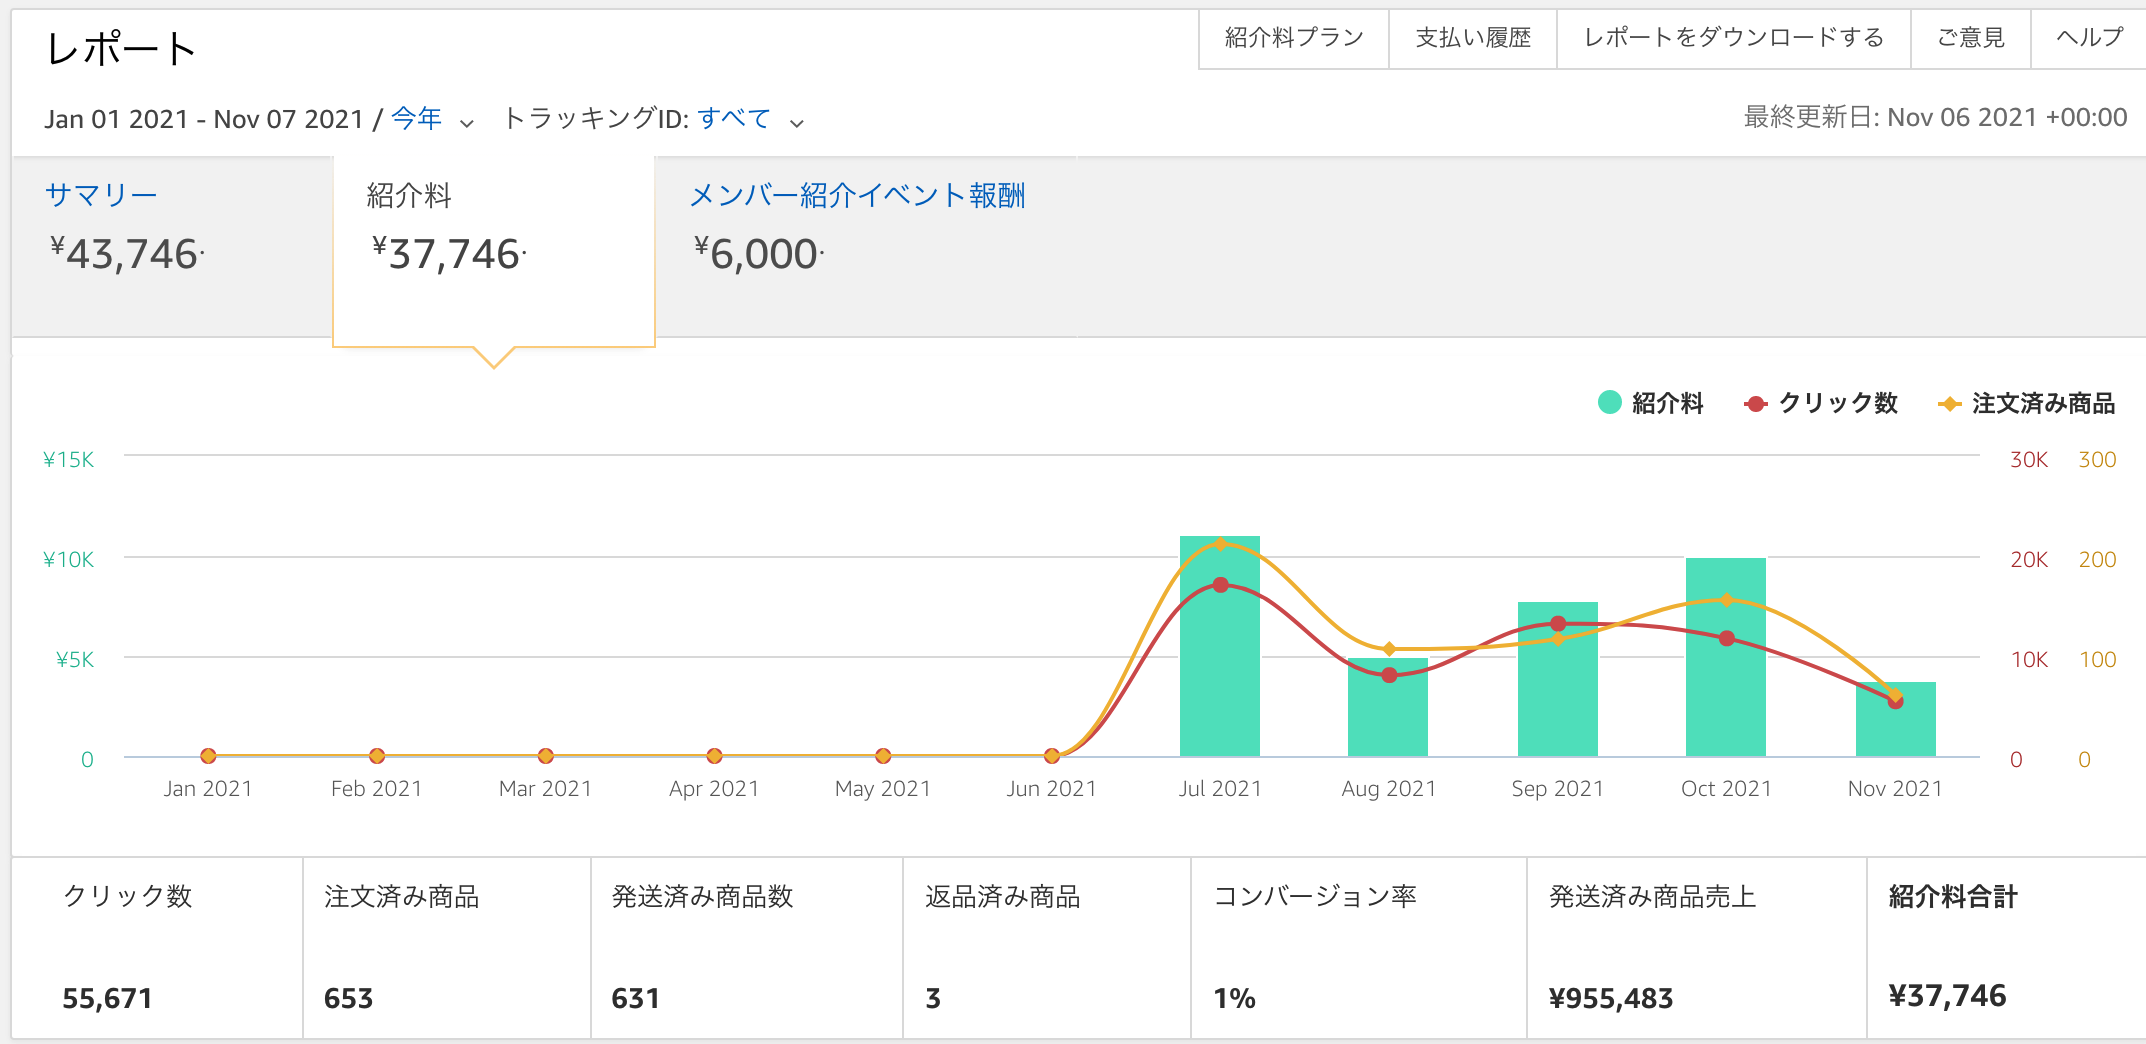 レポート
紹介料プラン 支払い履歴 レポートをダウンロードする ご意見 ヘルプ
Jan 01 2021 - Nov 07 2021 / 今年 トラッキングID: すべて
最終更新日: Nov 06 2021 +00:00
サマリー 紹介料 メンバー紹介イベント報酬
¥43,746. ¥37,746. ¥6,000.
紹介料 クリック数 注文済み商品
¥15K 30K 300
¥10K 20K 200
¥5K 10K 100
0 0 0
Jan 2021 Feb 2021 Mar 2021 Apr 2021 May 2021 Jun 2021 Jul 2021 Aug 2021 Sep 2021 Oct 2021 Nov 2021
クリック数 注文済み商品 発送済み商品数 返品済み商品 コンバージョン率 発送済み商品売上 紹介料合計
55,671 653 631 3 1% ¥955,483 ¥37,746